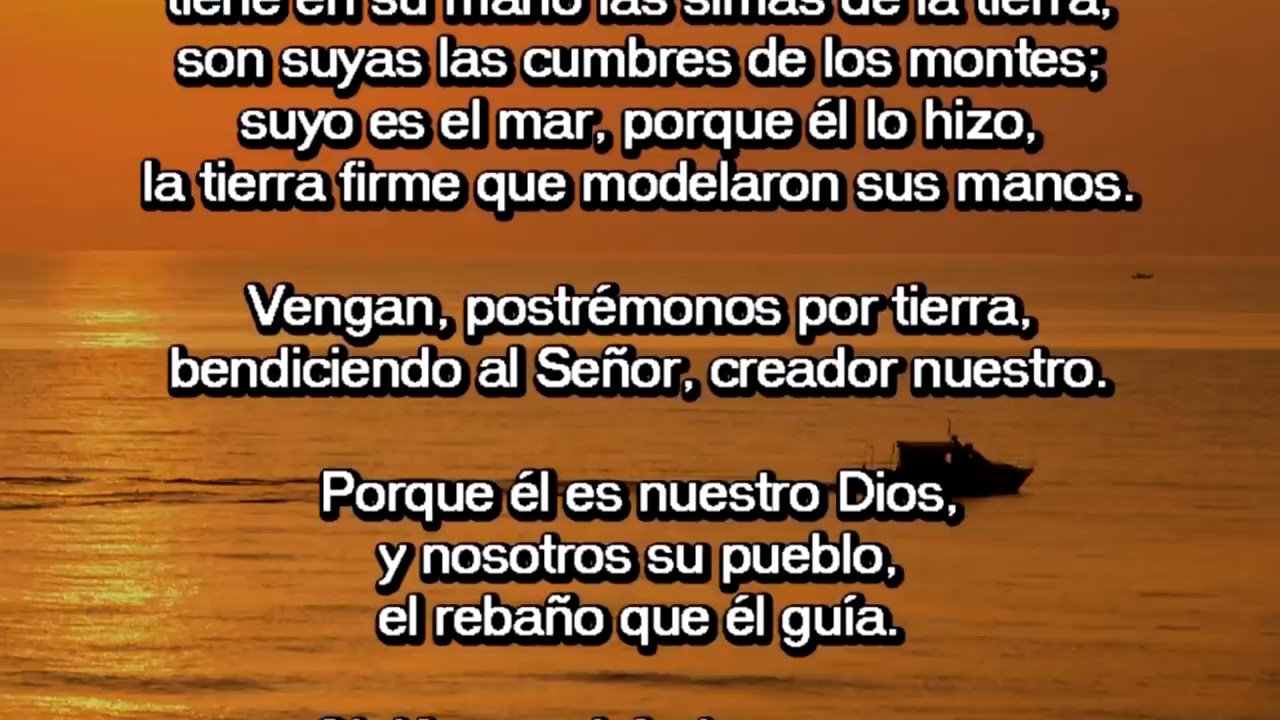 tiene en su mano las simas de la tierra,
son suyas las cumbres de los montes;
suyo es el mar, porque él lo hizo,
la tierra firme que modelaron sus manos.
Vengan, postrémonos por tierra,
bendiciendo al Señor, creador nuestro.
Porque él es nuestro Dios,
y nosotros su pueblo,
el rebaño que él guía.